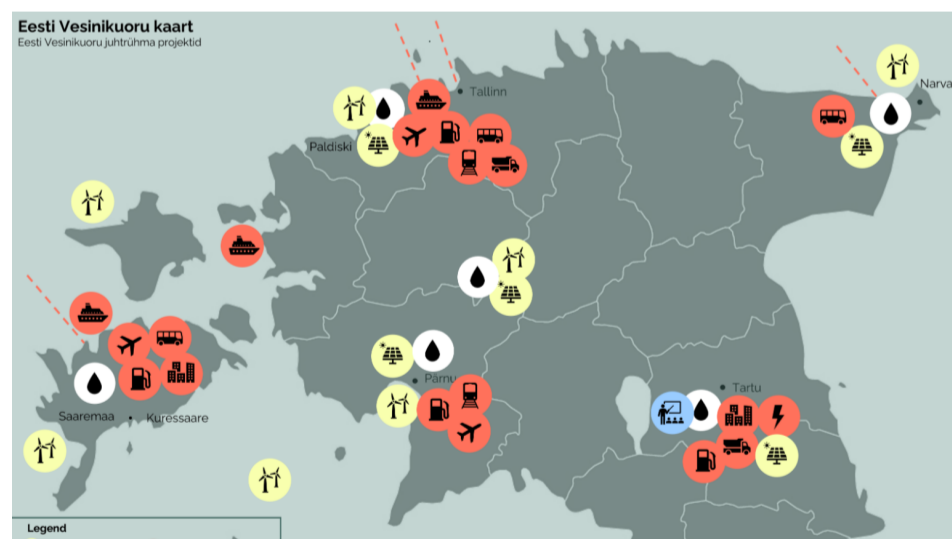 Eesti Vesinikuoru kaart
Eesti Vesinikuoru juhtrühma projektid
Narva
Tallinn
Paldiski
Pärnu
Tartu
Saaremaa
Kuressaare
Legend